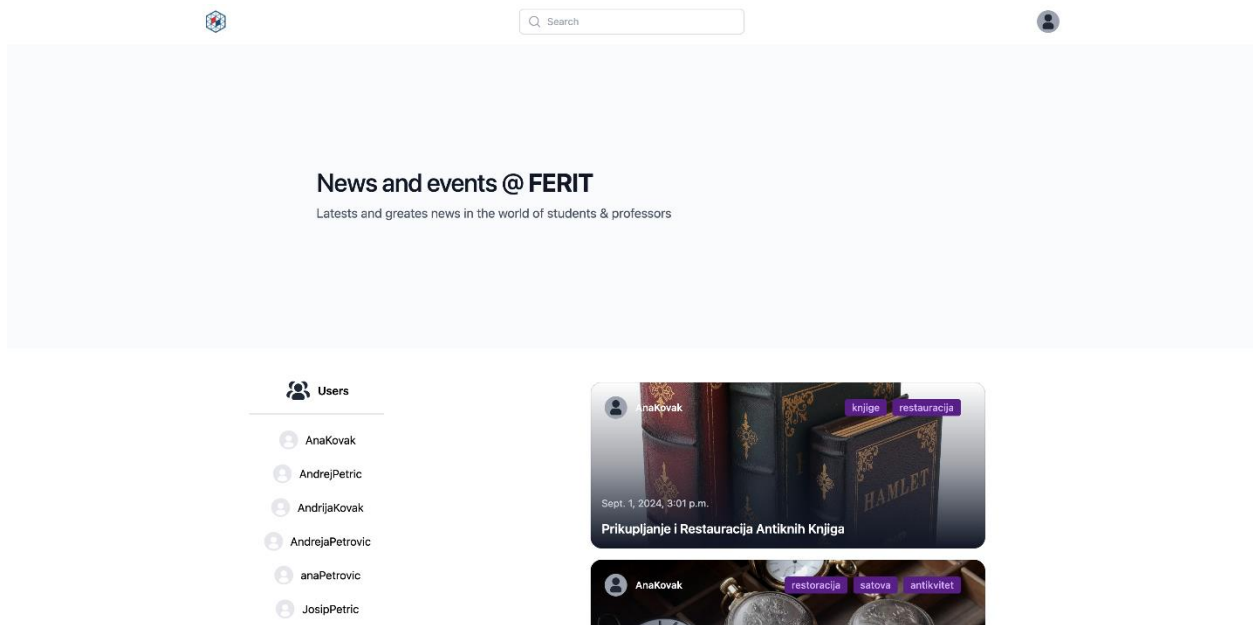 Search
News and events @ FERIT
Latests and greates news in the world of students & professors
Users
AnaKovak
AndrejPetric
AndrijaKovak
AndrejaPetrovic
anaPetrovic
JosipPetric
AnaKovak
knjige restauracija
HAMLET
Sept. 1, 2024, 3:01 p.m.
Prikupljanje i Restauracija Antiknih Knjiga
AnaKovak
restoracija satova antikvitet